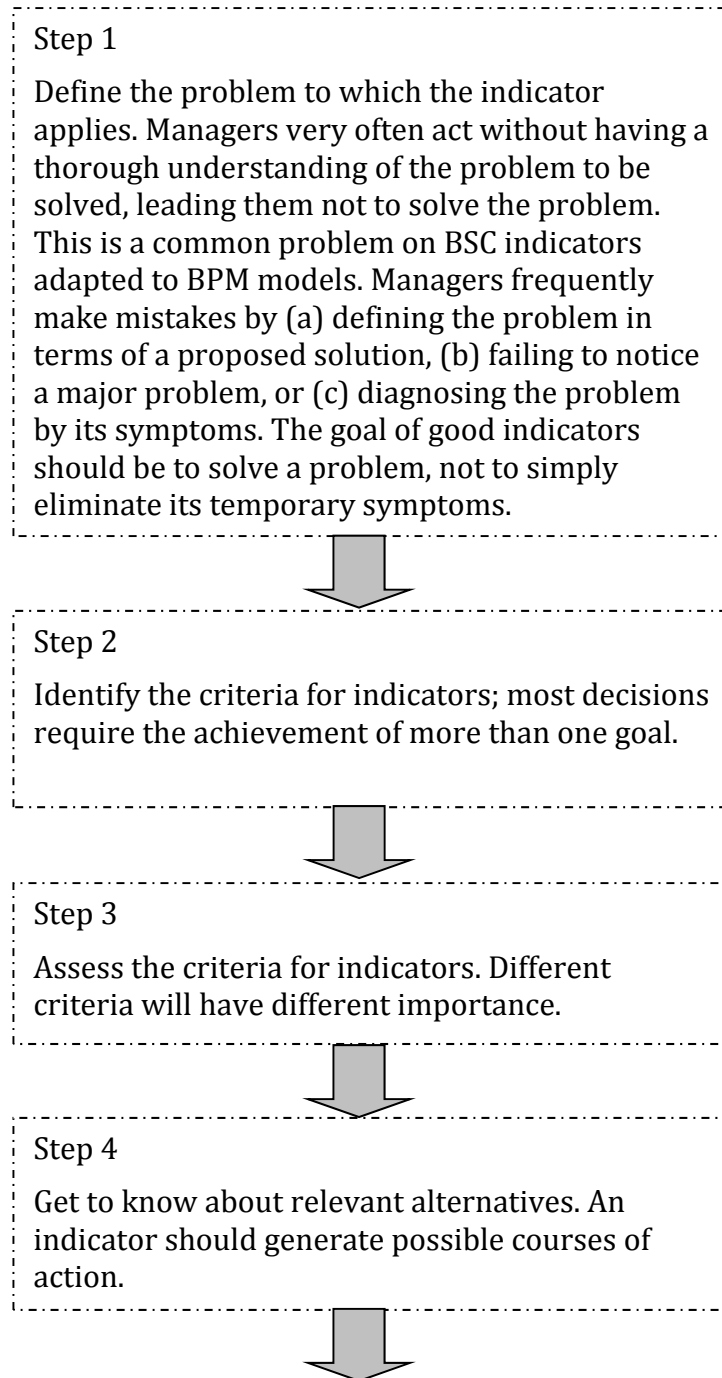 Step 1
Define the problem to which the indicator
applies. Managers very often act without having a
thorough understanding of the problem to be
solved, leading them not to solve the problem.
This is a common problem on BSC indicators
adapted to BPM models. Managers frequently
make mistakes by (a) defining the problem in
terms of a proposed solution, (b) failing to notice
a major problem, or (c) diagnosing the problem
by its symptoms. The goal of good indicators
should be to solve a problem, not to simply
eliminate its temporary symptoms.
Step 2
Identify the criteria for indicators; most decisions
require the achievement of more than one goal.
Step 3
Assess the criteria for indicators. Different
criteria will have different importance.
Step 4
Get to know about relevant alternatives. An
indicator should generate possible courses of
action.